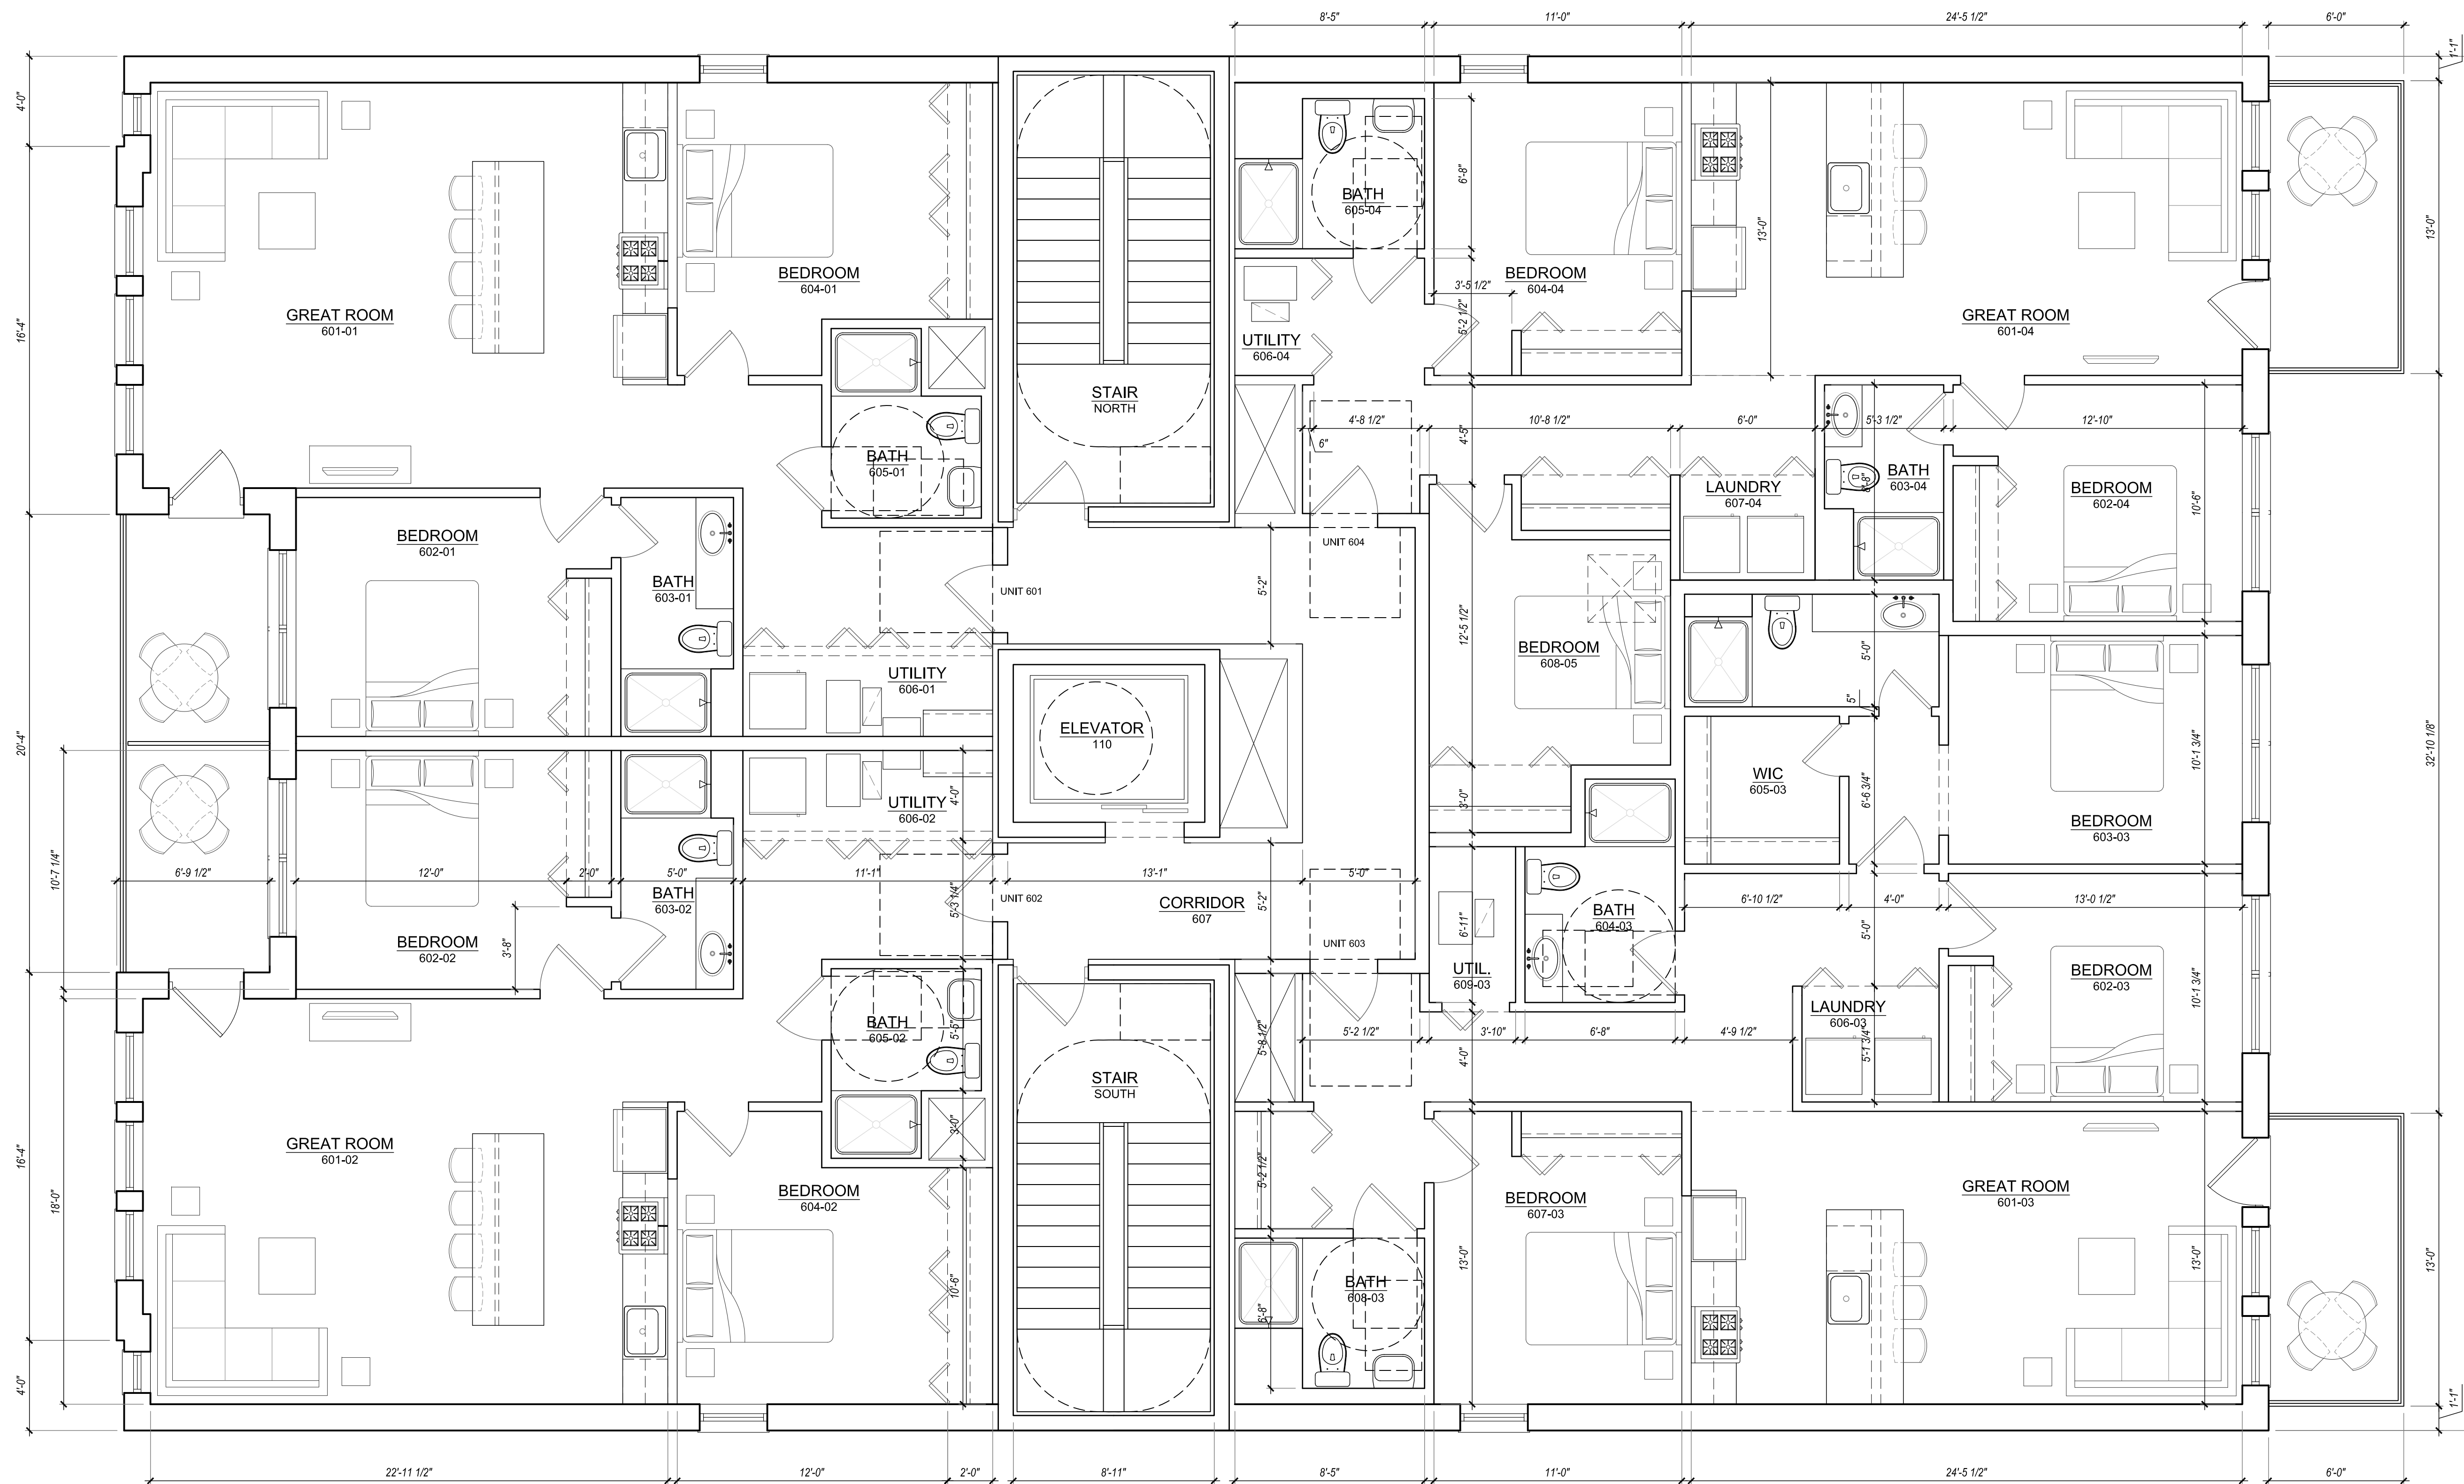 8'-5"
11'-0"
24'-5 1/2"
6'-0"
1'-1"
4'-0"
16'-4"
20'-4"
10'-7 1/4"
16'-4"
18'-0"
4'-0"
GREAT ROOM
601-01
BEDROOM
604-01
BATH
605-01
STAIR
NORTH
BATH
605-04
6'-8"
UTILITY
606-04
3'-5 1/2"
5'-2 1/2"
BEDROOM
604-04
13'-0"
GREAT ROOM
601-04
13'-0"
4'-8 1/2"
6"
10'-8 1/2"
4'-5"
6'-0"
5'-3 1/2"
12'-10"
LAUNDRY
607-04
BATH
603-04
8'-8"
BEDROOM
602-04
10'-6"
BEDROOM
602-01
BATH
603-01
UNIT 601
5'-2"
UNIT 604
12'-5 1/2"
BEDROOM
608-05
5'-0"
5"
UTILITY
606-01
ELEVATOR
110
WIC
605-03
6'-6 3/4"
BEDROOM
603-03
10'-1 3/4"
32'-10 1/8"
UTILITY
606-02
4'-0"
3'-0"
6'-9 1/2"
12'-0"
2'-0"
5'-0"
11'-1"
13'-1"
5'-0"
BATH
603-02
5'-3 1/4"
UNIT 602
CORRIDOR
607
5'-2"
UNIT 603
6'-11"
BATH
604-03
6'-10 1/2"
4'-0"
13'-0 1/2"
5'-0"
BEDROOM
602-02
3'-8"
UTIL.
609-03
BEDROOM
602-03
10'-1 3/4"
LAUNDRY
606-03
5'-1 3/4"
BATH
605-02
5'-5"
3'-0"
5'-8 1/2"
5'-2 1/2"
3'-10"
6'-8"
4'-9 1/2"
4'-0"
STAIR
SOUTH
GREAT ROOM
601-02
BEDROOM
604-02
10'-6"
5'-2 1/2"
BEDROOM
607-03
13'-0"
GREAT ROOM
601-03
13'-0"
13'-0"
BATH
608-03
6'-8"
1'-1"
22'-11 1/2"
12'-0"
2'-0"
8'-11"
8'-5"
11'-0"
24'-5 1/2"
6'-0"